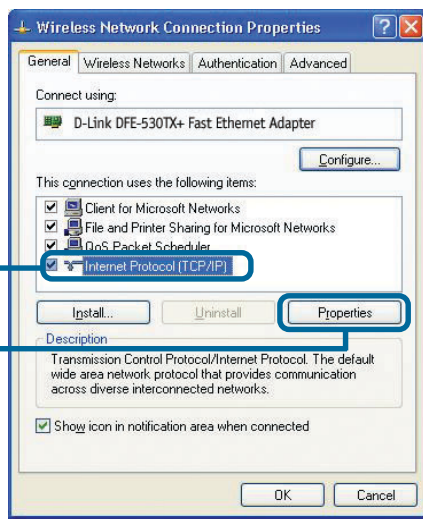 Wireless Network Connection Properties
General Wireless Networks Authentication Advanced
Connect using:
D-Link DFE-530TX+ Fast Ethernet Adapter
Configure...
This connection uses the following items:
Client for Microsoft Networks
File and Printer Sharing for Microsoft Networks
QoS Packet Scheduler
Internet Protocol (TCP/IP)
Install... Uninstall Properties
Description
Transmission Control Protocol/Internet Protocol. The default
wide area network protocol that provides communication
across diverse interconnected networks.
Show icon in notification area when connected
OK Cancel